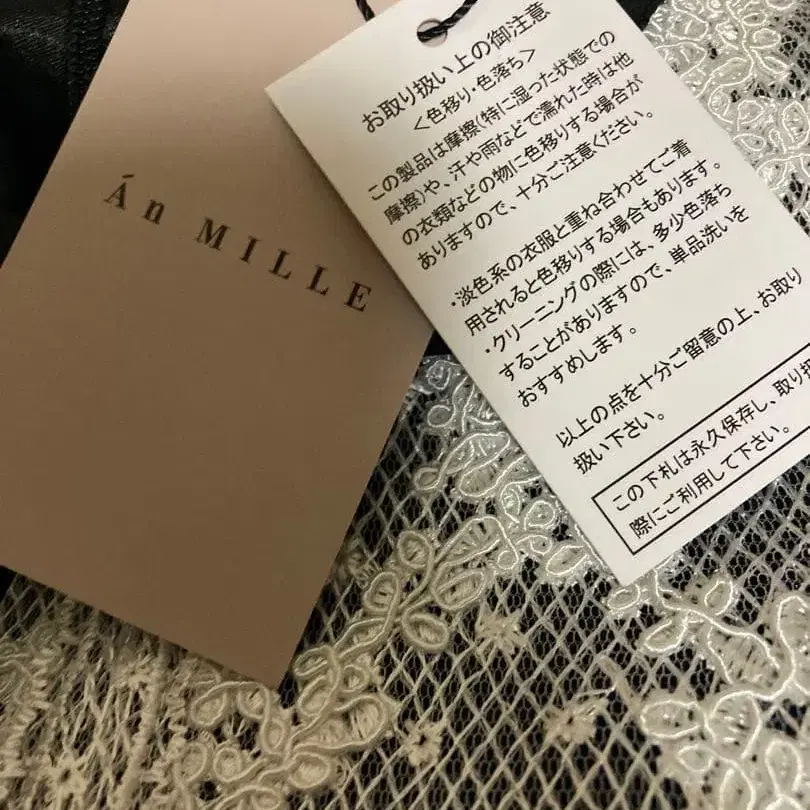 Án MILLE
お取り扱い上の御注意
<色移り・色落ち>
この製品は摩擦(特に湿った状態での
摩擦)や、汗や雨などで濡れた時は他
の衣類などの物に色移りする場合が
ありますので、十分ご注意ください。
・淡色系の衣服と重ね合わせてご着
用されると色移りする場合もあります。
・クリーニングの際には、多少色落ち
することがありますので、単品洗いを
おすすめします。
以上の点を十分ご留意の上、お取り
扱い下さい。
この下札は永久保存し、取り扱
際にご利用して下さい。